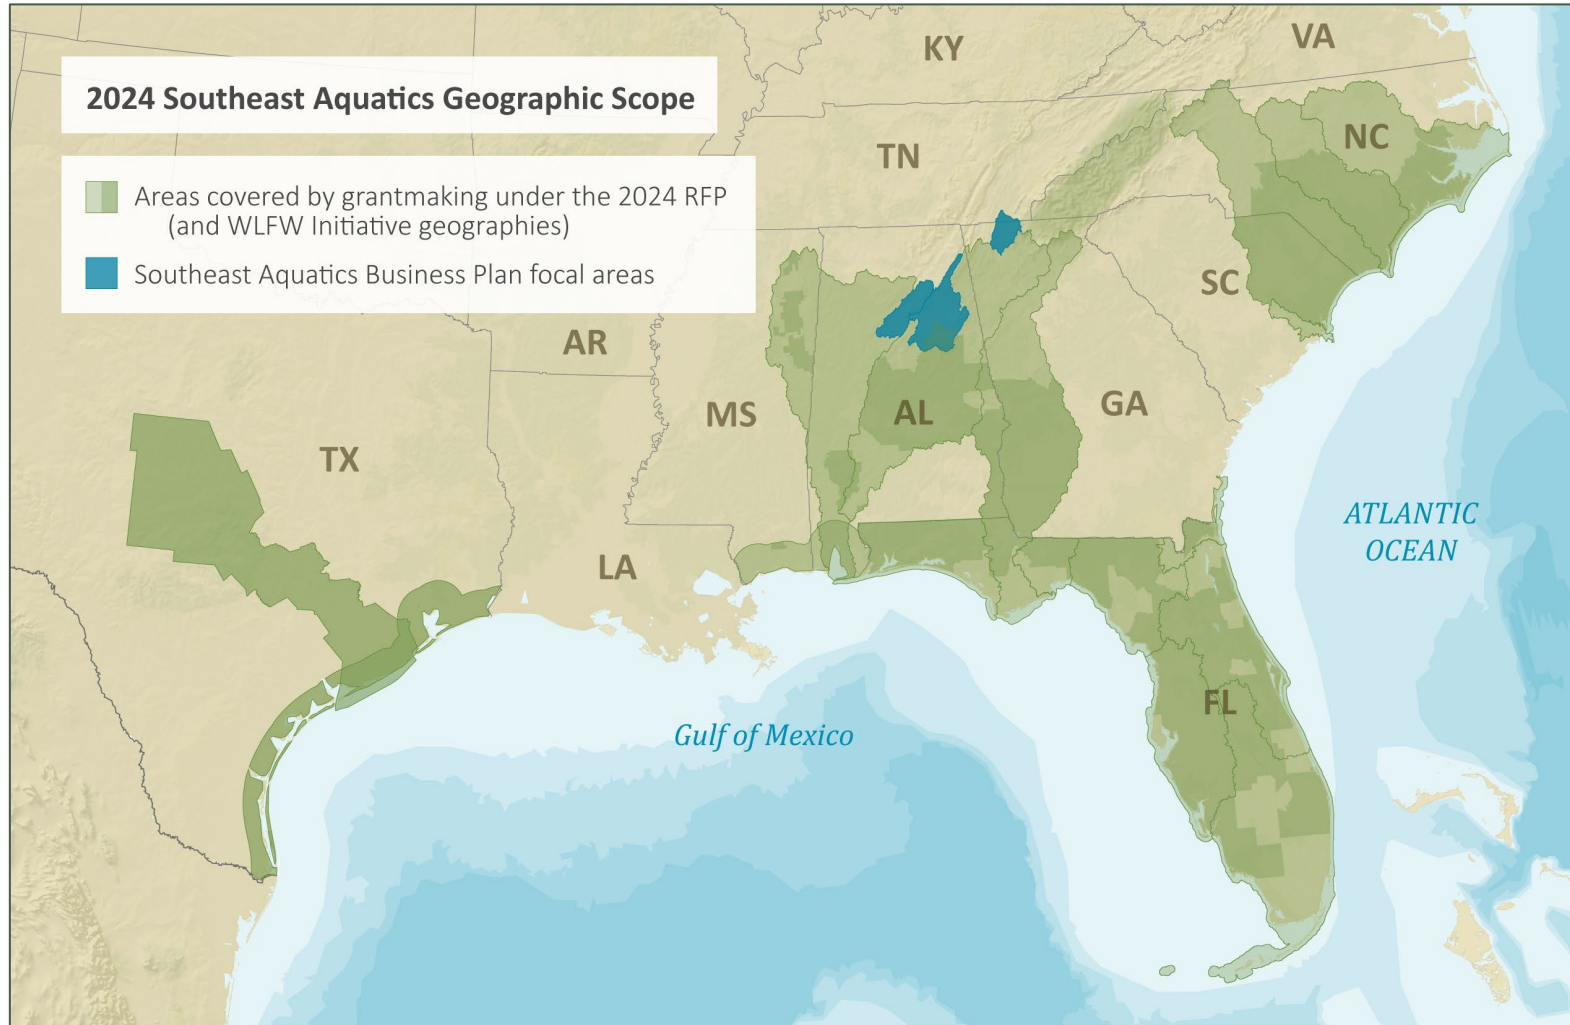 2024 Southeast Aquatics Geographic Scope
Areas covered by grantmaking under the 2024 RFP
(and WLFW Initiative geographies)
Southeast Aquatics Business Plan focal areas
KY
VA
TN
NC
SC
AR
MS
AL
GA
TX
LA
FL
ATLANTIC
OCEAN
Gulf of Mexico